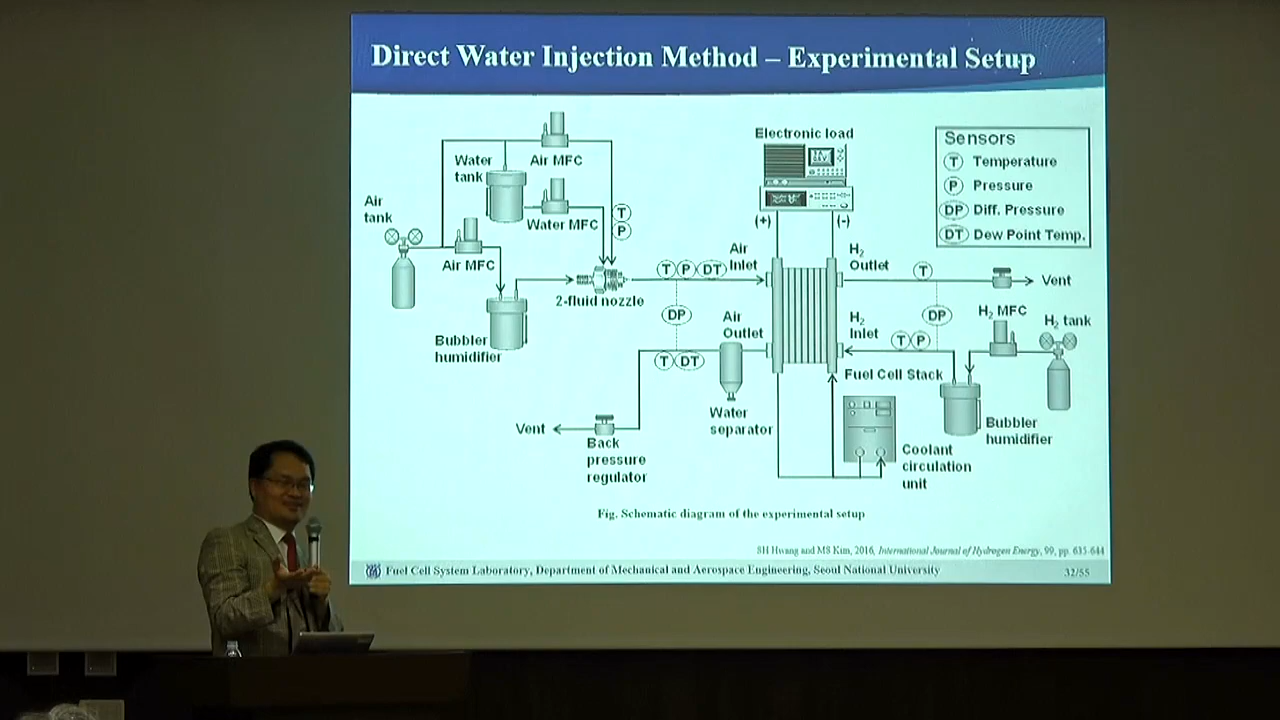 Direct Water Injection Method – Experimental Setup
Electronic load
Sensors
T Temperature
P Pressure
DP Diff. Pressure
DT Dew Point Temp.
Air MFC
Water
tank
Water MFC
Air
tank
Air MFC
T
P
(+)
(-)
2-fluid nozzle
T P DT
Air
Inlet
H2
Outlet
T
Vent
Bubbler
humidifier
DP
T DT
Air
Outlet
H2
Inlet
DP
T P
H2 MFC
H2 tank
Fuel Cell Stack
Water
separator
Vent
Back
pressure
regulator
Coolant
circulation
unit
Bubbler
humidifier
Fig. Schematic diagram of the experimental setup
SH Hwang and MS Kim, 2016, International Journal of Hydrogen Energy, 99, pp. 635-644
Fuel Cell System Laboratory, Department of Mechanical and Aerospace Engineering, Seoul National University
32/55